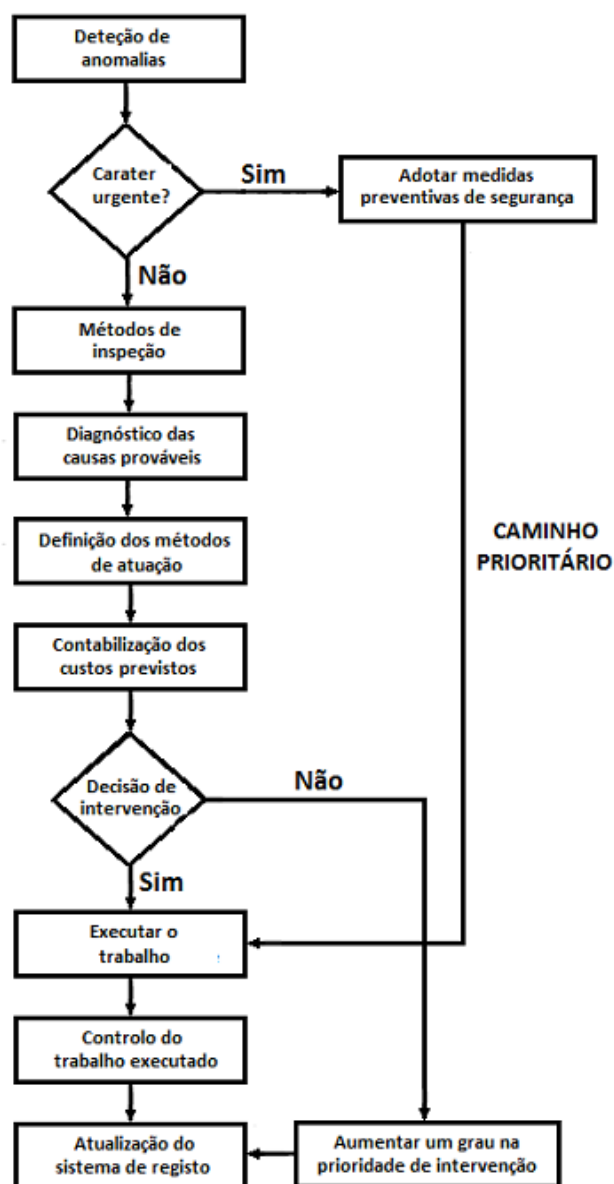 Deteção de
anomalias
Carater
urgente?
Sim
Adotar medidas
preventivas de segurança
Não
Métodos de
inspeção
Diagnóstico das
causas prováveis
Definição dos métodos
de atuação
CAMINHO
PRIORITÁRIO
Contabilização dos
custos previstos
Decisão de
intervenção
Não
Sim
Executar o
trabalho
Controlo do
trabalho executado
Atualização do
sistema de registo
Aumentar um grau na
prioridade de intervenção